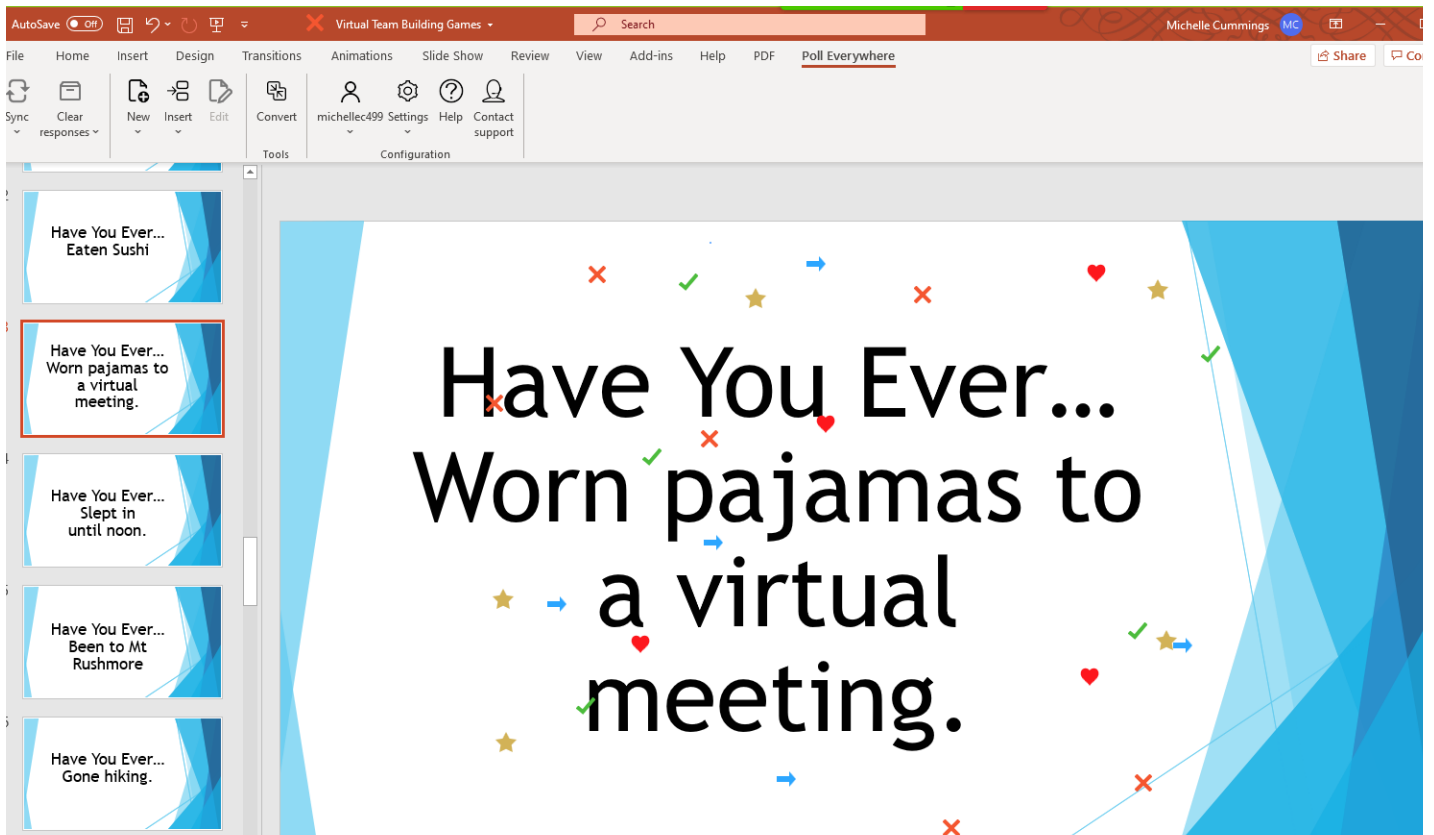 AutoSave Off Virtual Team Building Games Search Michelle Cummings MC
File Home Insert Design Transitions Animations Slide Show Review View Add-ins Help PDF Poll Everywhere Share
Sync Clear New Insert Edit Convert michellec499 Settings Help Contact
responses support
Tools Configuration
Have You Ever...
Eaten Sushi
3
Have You Ever...
Worn pajamas to
a virtual
meeting.
4
Have You Ever...
Slept in
until noon.
Have You Ever...
Been to Mt
Rushmore
Have You Ever...
Gone hiking.
Have You Ever...
Worn pajamas to
a virtual
meeting.